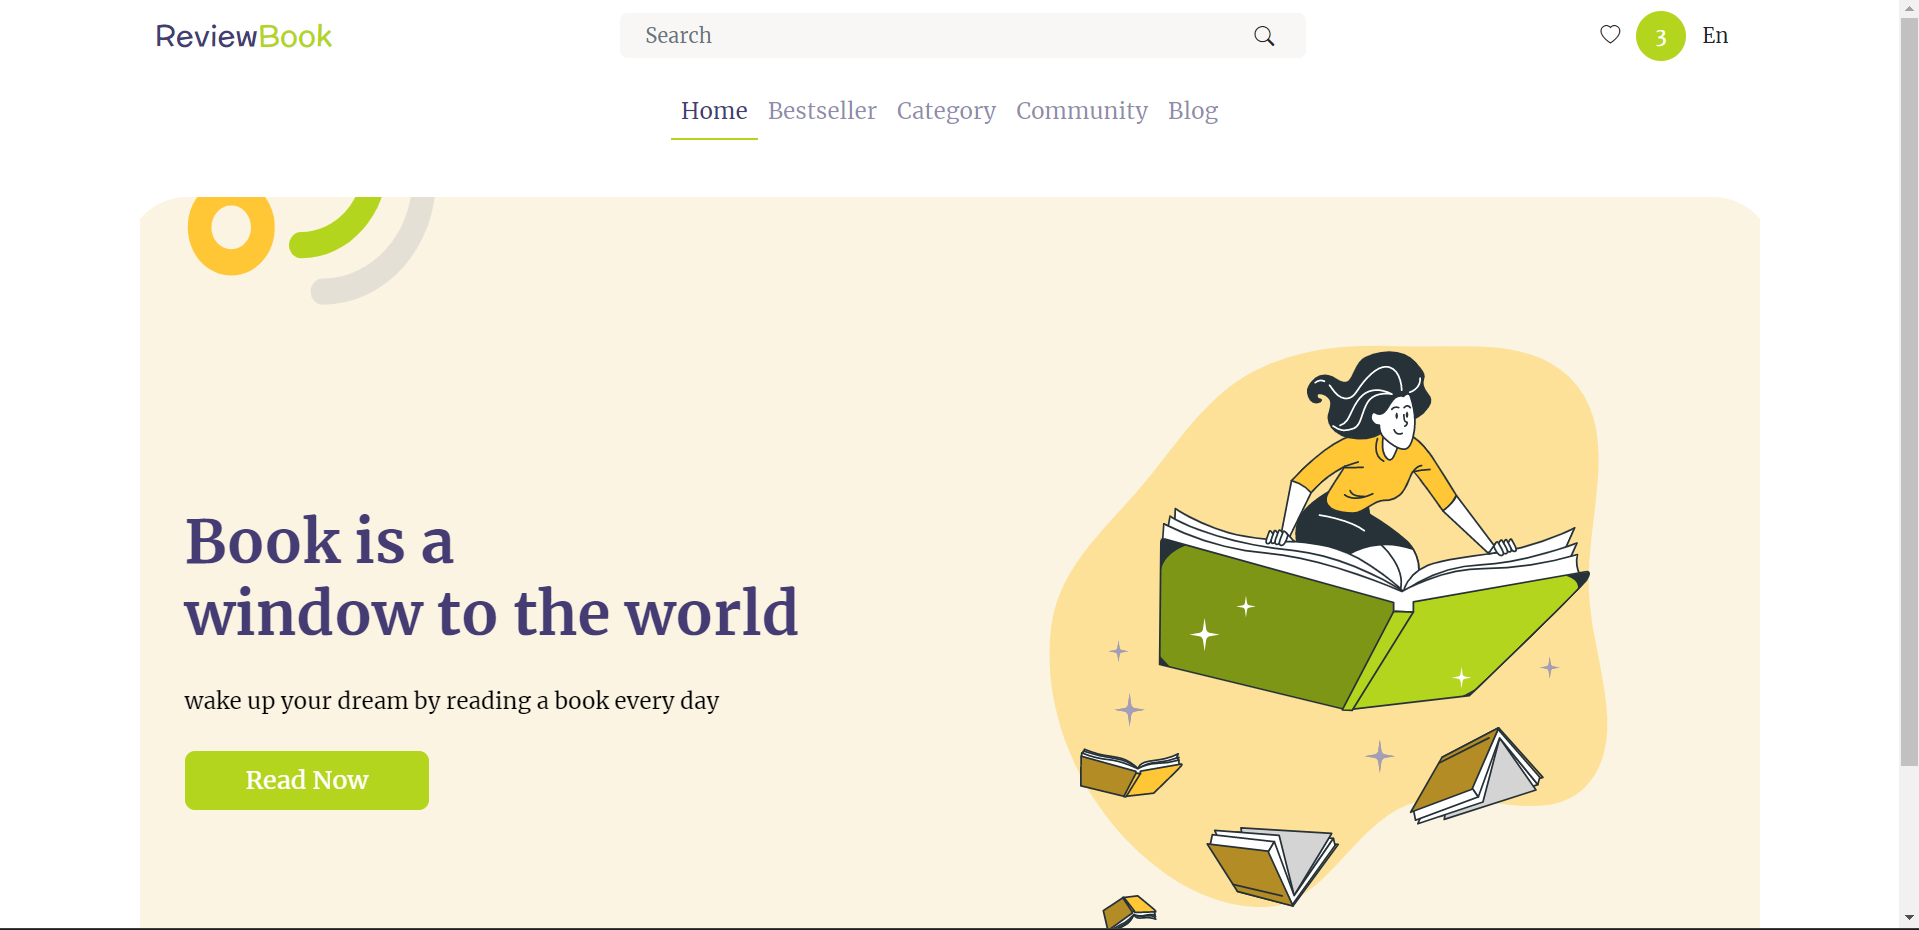 ReviewBook
Search
3
En
Home Bestseller Category Community Blog
Book is a
window to the world
wake up your dream by reading a book every day
Read Now